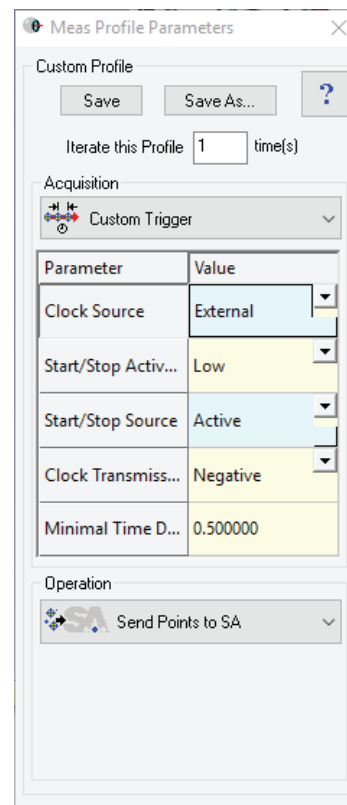 Meas Profile Parameters
Custom Profile
Save Save As... ?
Iterate this Profile 1 time(s)
Acquisition
Custom Trigger
Parameter Value
Clock Source External
Start/Stop Activ... Low
Start/Stop Source Active
Clock Transmiss... Negative
Minimal Time D... 0.500000
Operation
SA Send Points to SA